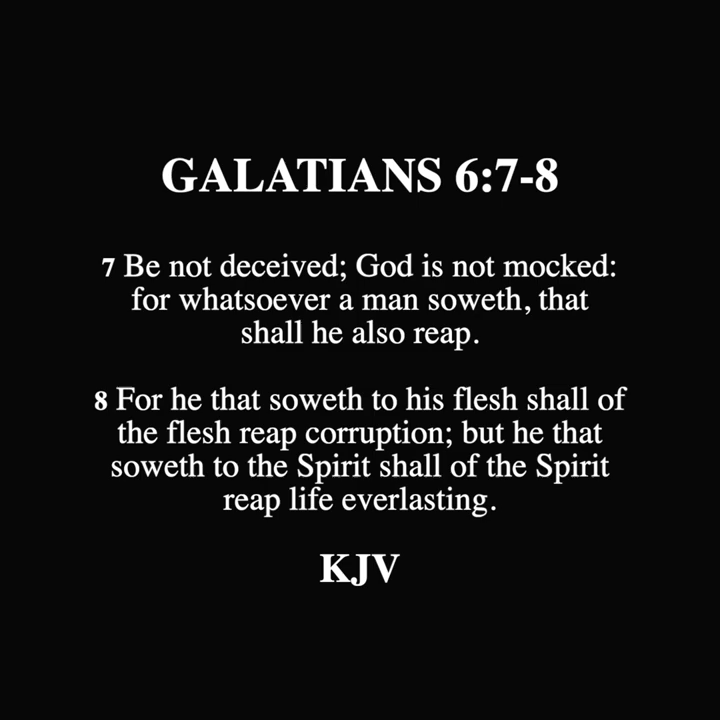 GALATIANS 6:7-8
7 Be not deceived; God is not mocked:
for whatsoever a man soweth, that
shall he also reap.
8 For he that soweth to his flesh shall of
the flesh reap corruption; but he that
soweth to the Spirit shall of the Spirit
reap life everlasting.
KJV